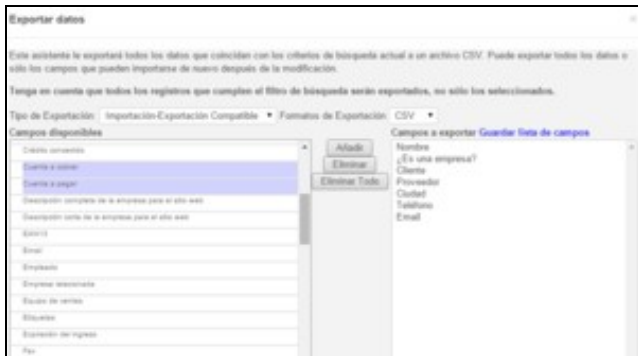 Exportar datos
Este asistente le exportará todos los datos que coincidan con los criterios de búsqueda actual a un archivo CSV. Puede exportar todos los datos o
sólo los campos que pueden importarse de nuevo después de la modificación.
Tenga en cuenta que todos los registros que cumplen el filtro de búsqueda serán exportados, no sólo los seleccionados.
Tipo de Exportación: Importación-Exportación Compatible Formatos de Exportación: CSV
Campos disponibles
Crédito concedido
Cuenta a cobrar
Cuenta a pagar
Descripción completa de la empresa para el sitio web
Descripción corta de la empresa para el sitio web
EAN13
Email
Empleado
Empresa relacionada
Equipo de ventas
Etiquetas
Expresión del ingreso
Fax
Añadir
Eliminar
Eliminar Todo
Campos a exportar Guardar lista de campos
Nombre
¿Es una empresa?
Cliente
Proveedor
Ciudad
Teléfono
Email